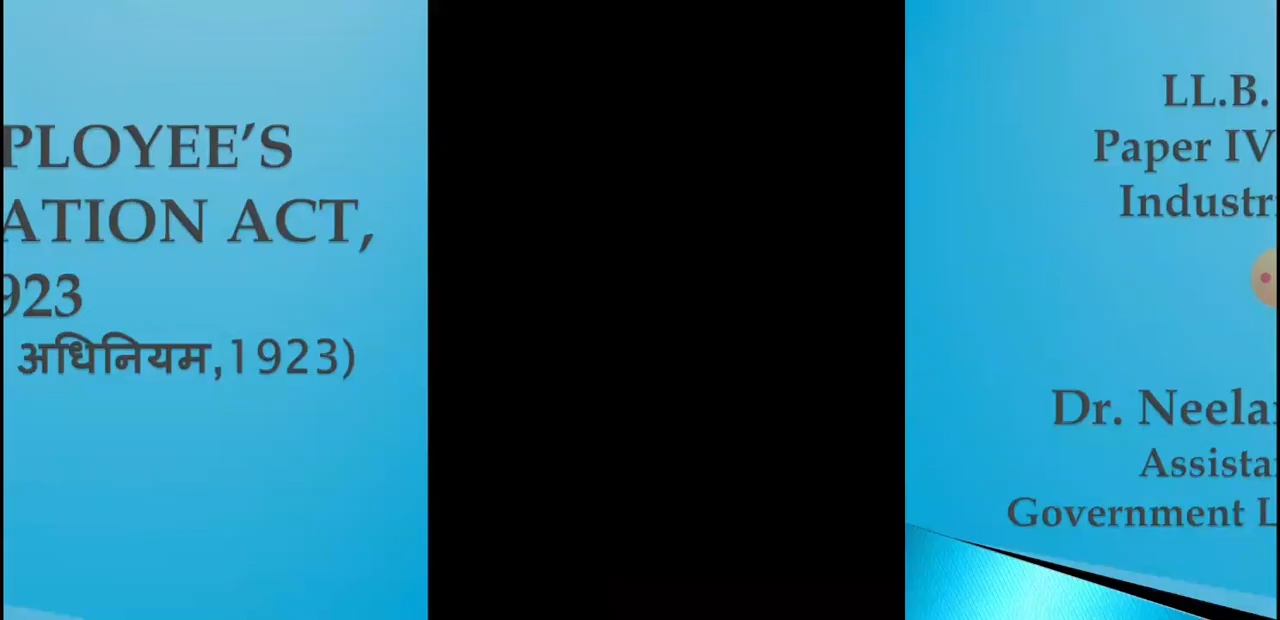 PLOYEE’S
ATION ACT,
923
अधिनियम,1923)
LL.B.
Paper IV
Industr
Dr. Neela
Assista
Government L